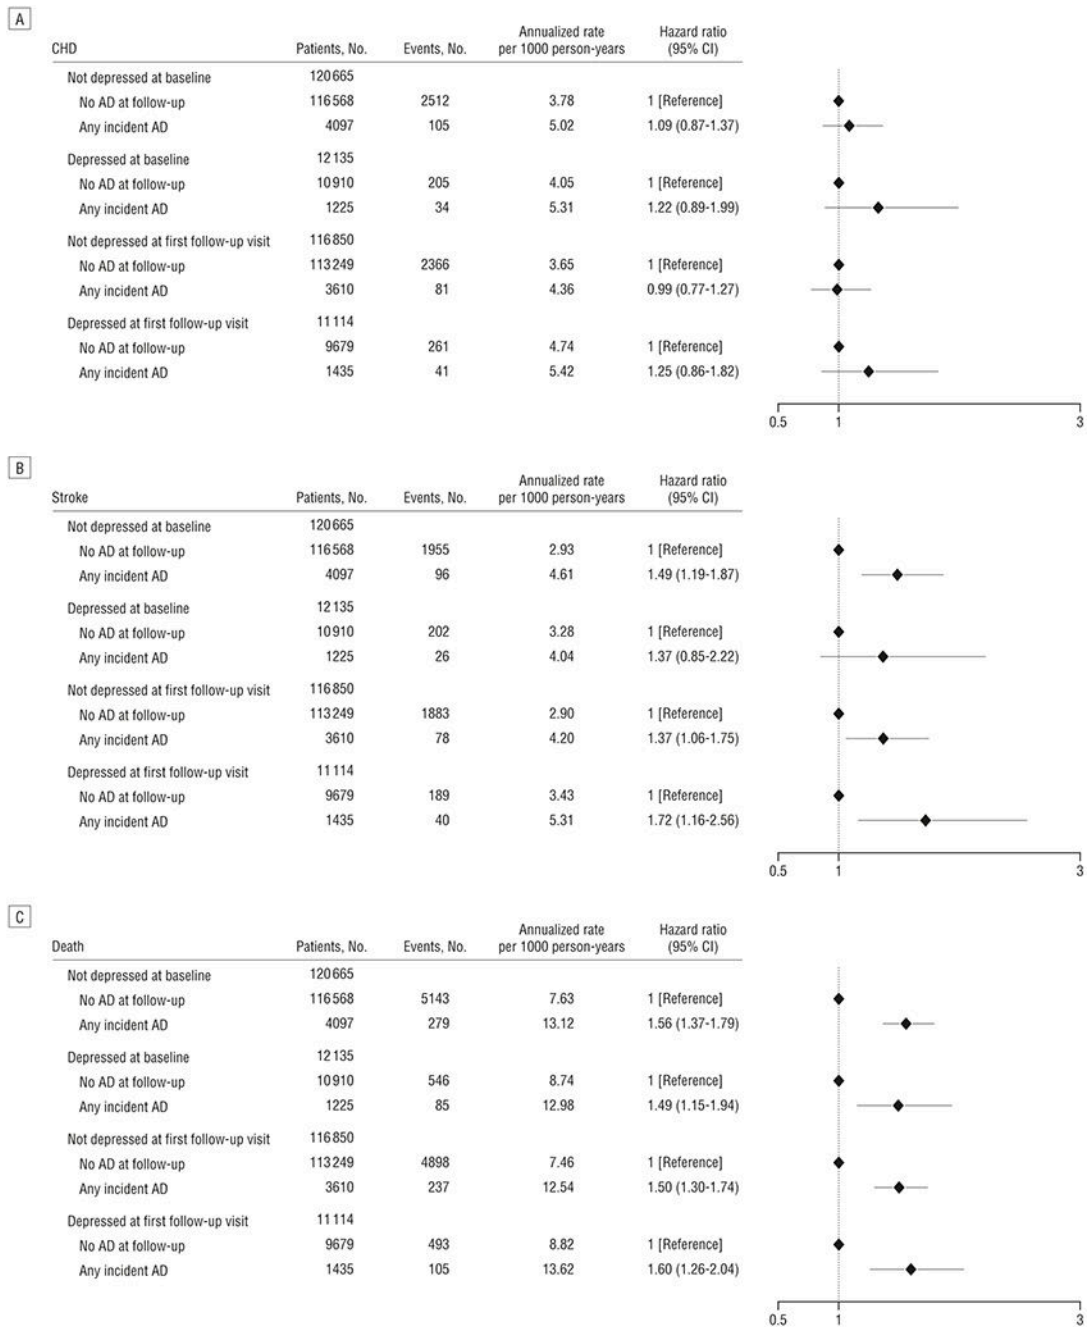 A
CHD Patients, No. Events, No. Annualized rate per 1000 person-years Hazard ratio (95% CI)
Not depressed at baseline 120665
No AD at follow-up 116568 2512 3.78 1 [Reference]
Any incident AD 4097 105 5.02 1.09 (0.87-1.37)
Depressed at baseline 12135
No AD at follow-up 10910 205 4.05 1 [Reference]
Any incident AD 1225 34 5.31 1.22 (0.89-1.99)
Not depressed at first follow-up visit 116850
No AD at follow-up 113249 2366 3.65 1 [Reference]
Any incident AD 3610 81 4.36 0.99 (0.77-1.27)
Depressed at first follow-up visit 11114
No AD at follow-up 9679 261 4.74 1 [Reference]
Any incident AD 1435 41 5.42 1.25 (0.86-1.82)
0.5 1 3
B
Stroke Patients, No. Events, No. Annualized rate per 1000 person-years Hazard ratio (95% CI)
Not depressed at baseline 120665
No AD at follow-up 116568 1955 2.93 1 [Reference]
Any incident AD 4097 96 4.61 1.49 (1.19-1.87)
Depressed at baseline 12135
No AD at follow-up 10910 202 3.28 1 [Reference]
Any incident AD 1225 26 4.04 1.37 (0.85-2.22)
Not depressed at first follow-up visit 116850
No AD at follow-up 113249 1883 2.90 1 [Reference]
Any incident AD 3610 78 4.20 1.37 (1.06-1.75)
Depressed at first follow-up visit 11114
No AD at follow-up 9679 189 3.43 1 [Reference]
Any incident AD 1435 40 5.31 1.72 (1.16-2.56)
0.5 1 3
C
Death Patients, No. Events, No. Annualized rate per 1000 person-years Hazard ratio (95% CI)
Not depressed at baseline 120665
No AD at follow-up 116568 5143 7.63 1 [Reference]
Any incident AD 4097 279 13.12 1.56 (1.37-1.79)
Depressed at baseline 12135
No AD at follow-up 10910 546 8.74 1 [Reference]
Any incident AD 1225 85 12.98 1.49 (1.15-1.94)
Not depressed at first follow-up visit 116850
No AD at follow-up 113249 4898 7.46 1 [Reference]
Any incident AD 3610 237 12.54 1.50 (1.30-1.74)
Depressed at first follow-up visit 11114
No AD at follow-up 9679 493 8.82 1 [Reference]
Any incident AD 1435 105 13.62 1.60 (1.26-2.04)
0.5 1 3